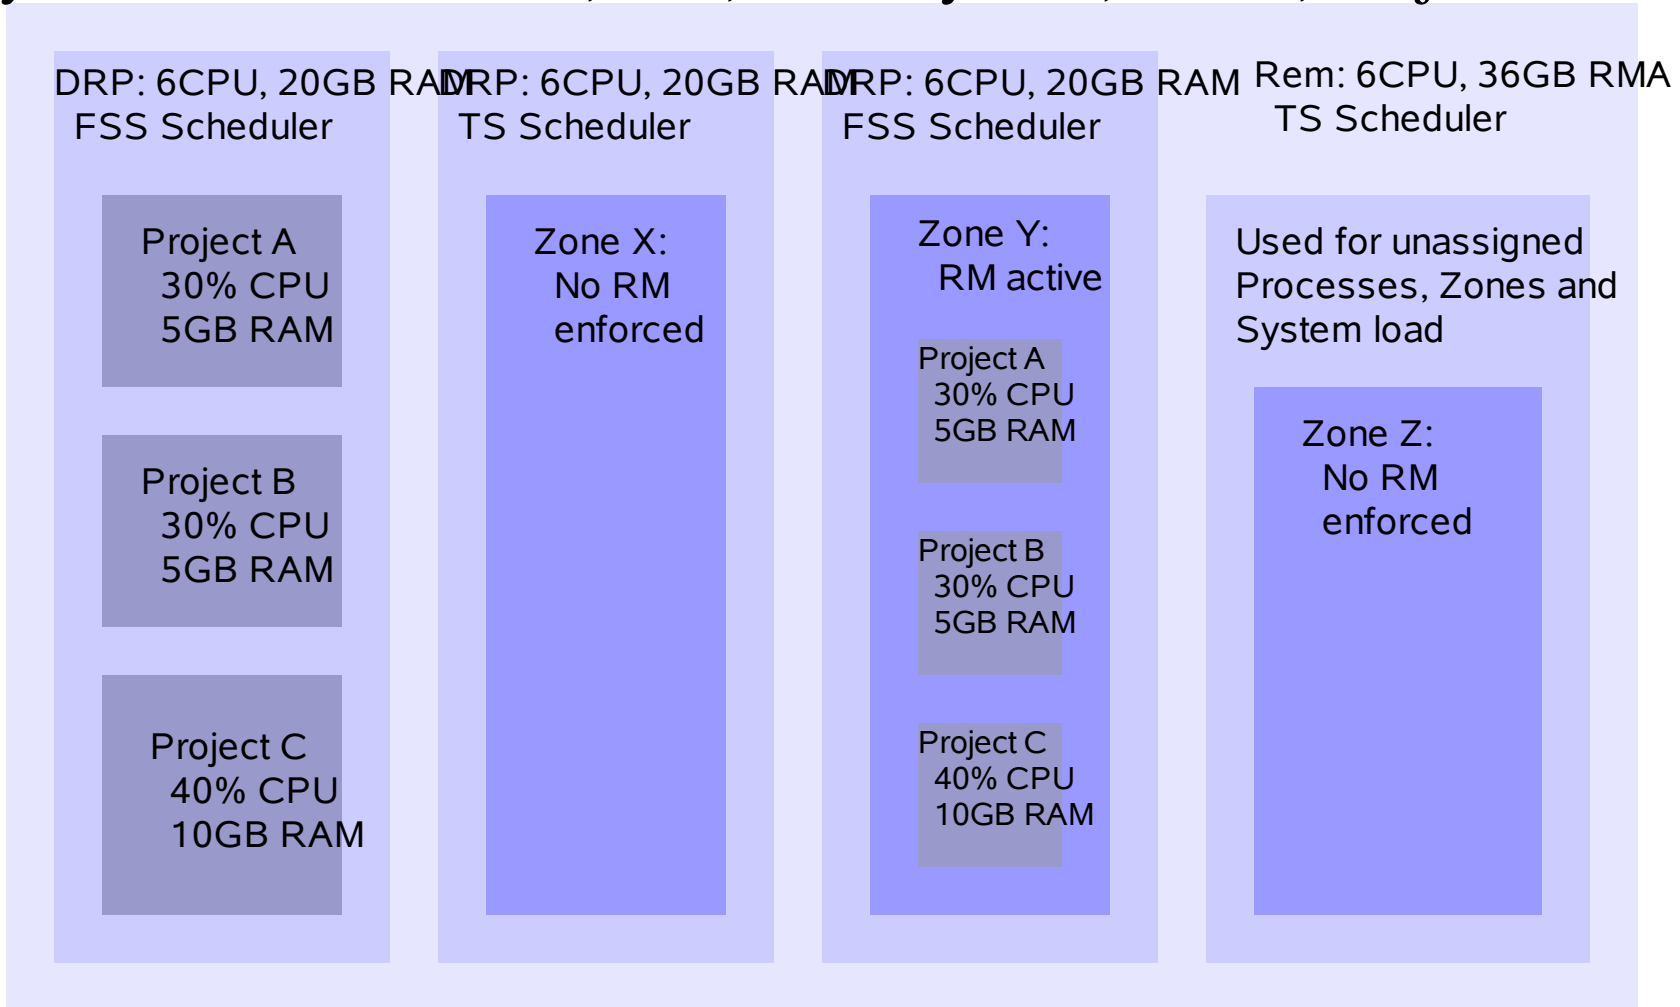 DRP: 6CPU, 20GB RAM
FSS Scheduler
DRP: 6CPU, 20GB RAM
TS Scheduler
DRP: 6CPU, 20GB RAM
FSS Scheduler
Rem: 6CPU, 36GB RMA
TS Scheduler
Project A
30% CPU
5GB RAM
Project B
30% CPU
5GB RAM
Project C
40% CPU
10GB RAM
Zone X:
No RM
enforced
Zone Y:
RM active
Project A
30% CPU
5GB RAM
Project B
30% CPU
5GB RAM
Project C
40% CPU
10GB RAM
Used for unassigned
Processes, Zones and
System load
Zone Z:
No RM
enforced